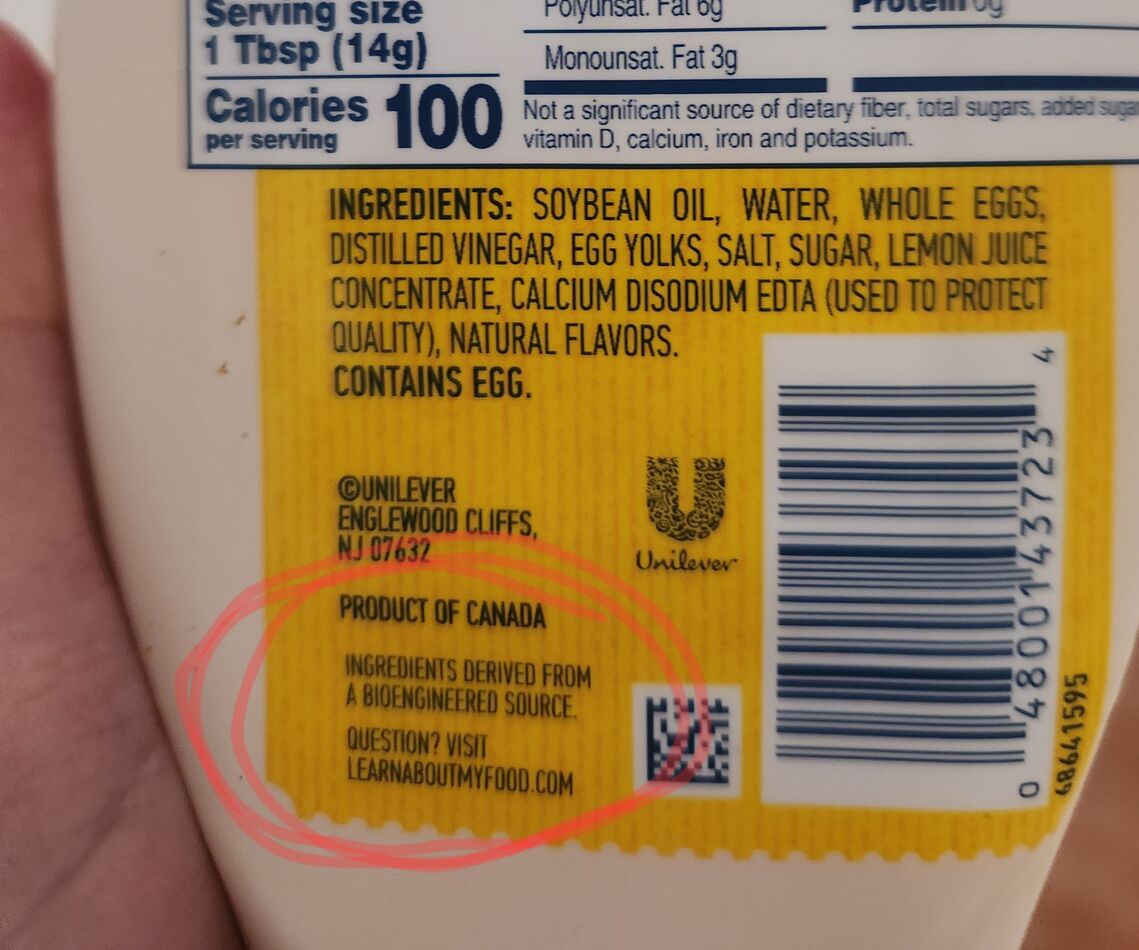 Serving size
1 Tbsp (14g)
Calories 100
per serving
Polyunsat. Fat 6g
Monounsat. Fat 3g
Protein 0g
Not a significant source of dietary fiber, total sugars, added
vitamin D, calcium, iron and potassium.
INGREDIENTS: SOYBEAN OIL, WATER, WHOLE EGGS,
DISTILLED VINEGAR, EGG YOLKS, SALT, SUGAR, LEMON JUICE
CONCENTRATE, CALCIUM DISODIUM EDTA (USED TO PROTECT
QUALITY), NATURAL FLAVORS.
CONTAINS EGG.
©UNILEVER
ENGLEWOOD CLIFFS,
NJ 07632
Unilever
PRODUCT OF CANADA
INGREDIENTS DERIVED FROM
A BIOENGINEERED SOURCE.
QUESTION? VISIT
LEARNABOUTMYFOOD.COM
0 48001 43723 4
68641595